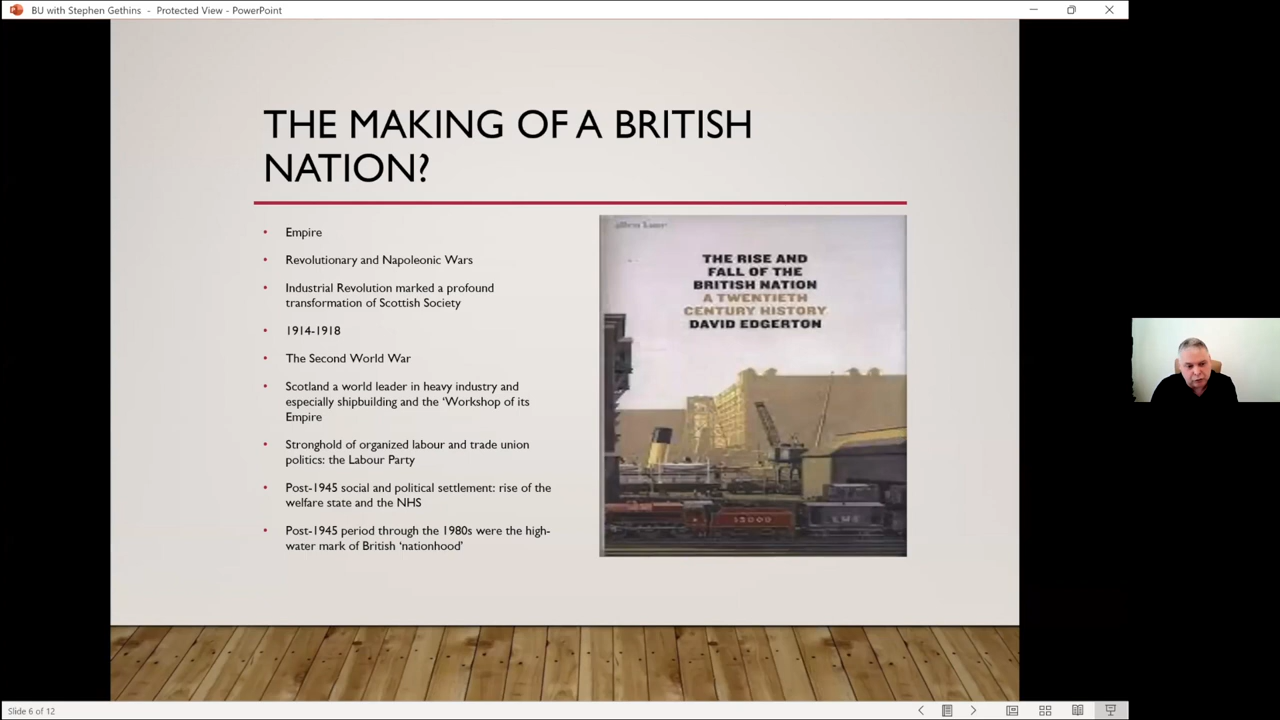 BU with Stephen Gethins - Protected View - PowerPoint
THE MAKING OF A BRITISH
NATION?
• Empire
• Revolutionary and Napoleonic Wars
• Industrial Revolution marked a profound
transformation of Scottish Society
• 1914-1918
• The Second World War
• Scotland a world leader in heavy industry and
especially shipbuilding and the ‘Workshop of its
Empire
• Stronghold of organized labour and trade union
politics: the Labour Party
• Post-1945 social and political settlement: rise of the
welfare state and the NHS
• Post-1945 period through the 1980s were the high-
water mark of British ‘nationhood’
THE RISE AND
FALL OF THE
BRITISH NATION
A TWENTIETH
CENTURY HISTORY
DAVID EDGERTON
LMS
Slide 6 of 12